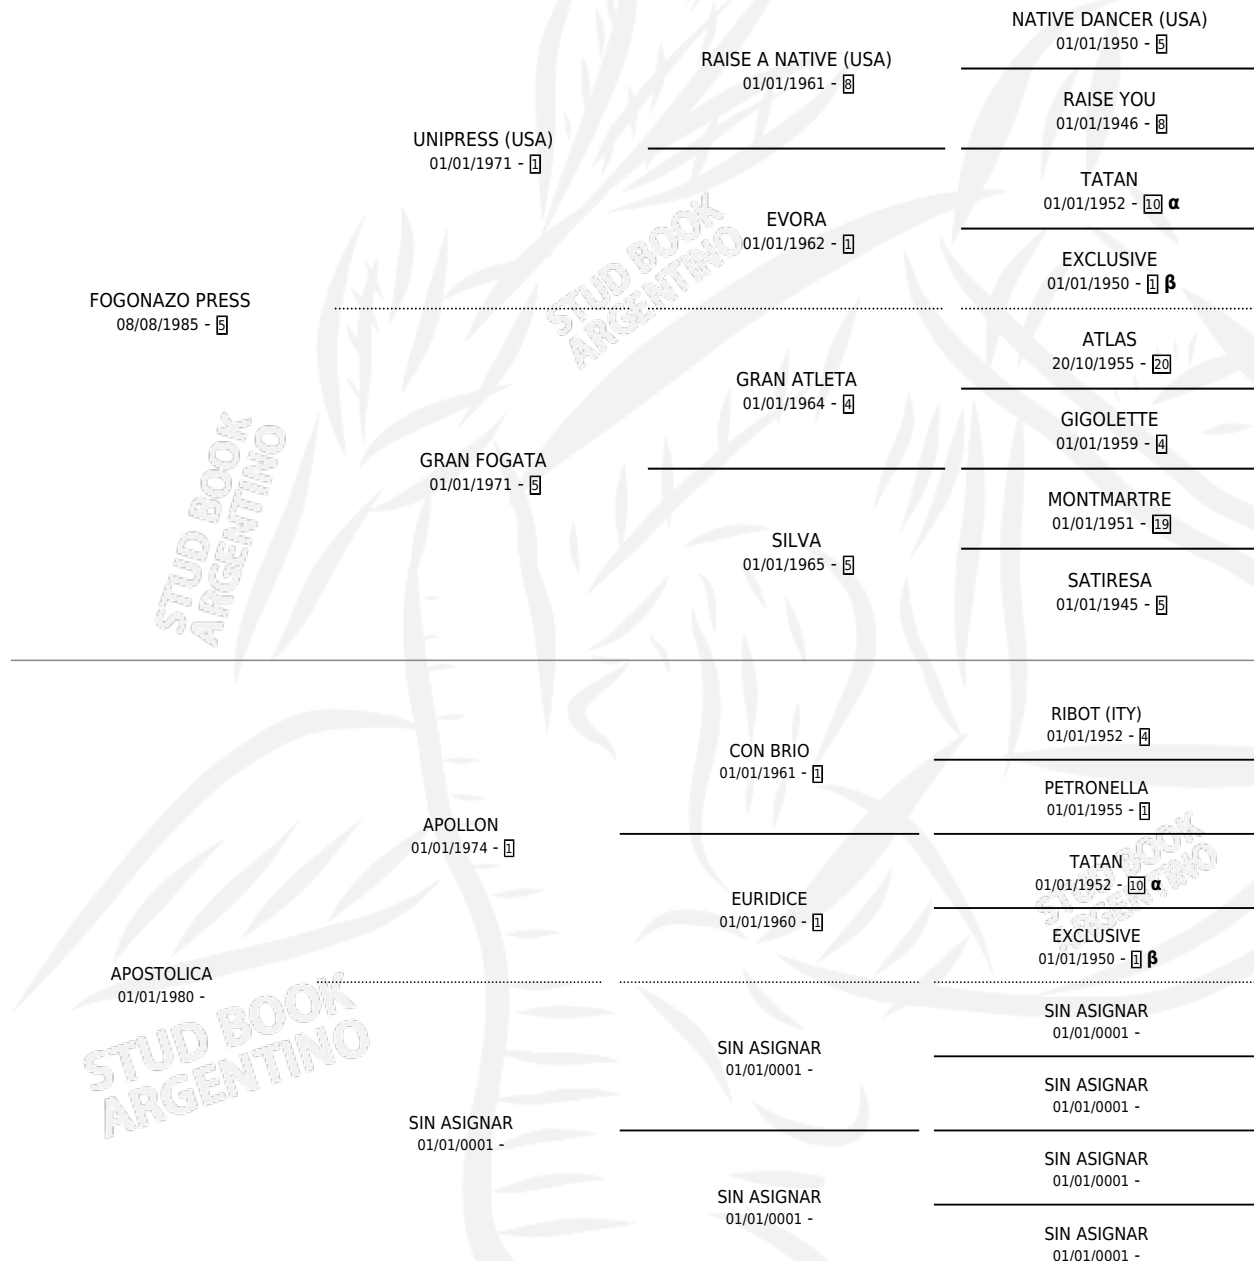 NATIVE DANCER (USA)
01/01/1950 - 5
RAISE A NATIVE (USA)
01/01/1961 - 8
RAISE YOU
01/01/1946 - 8
UNIPRESS (USA)
01/01/1971 - 1
TATAN
01/01/1952 - 10 α
EVORA
01/01/1962 - 1
EXCLUSIVE
01/01/1950 - 1 β
FOGONAZO PRESS
08/08/1985 - 5
ATLAS
20/10/1955 - 20
GRAN ATLETA
01/01/1964 - 4
GIGOLETTE
01/01/1959 - 4
GRAN FOGATA
01/01/1971 - 5
MONTMARTRE
01/01/1951 - 19
SILVA
01/01/1965 - 5
SATIRESA
01/01/1945 - 5
STUD BOOK
ARGENTINO
STUD BOOK
ARGENTINO
RIBOT (ITY)
01/01/1952 - 4
CON BRIO
01/01/1961 - 1
PETRONELLA
01/01/1955 - 1
APOLLON
01/01/1974 - 1
TATAN
01/01/1952 - 10 α
EURIDICE
01/01/1960 - 1
EXCLUSIVE
01/01/1950 - 1 β
APOSTOLICA
01/01/1980 -
SIN ASIGNAR
01/01/0001 -
SIN ASIGNAR
01/01/0001 -
SIN ASIGNAR
01/01/0001 -
SIN ASIGNAR
01/01/0001 -
SIN ASIGNAR
01/01/0001 -
SIN ASIGNAR
01/01/0001 -
SIN ASIGNAR
01/01/0001 -
STUD BOOK
ARGENTINO
STUD BOOK
ARGENTINO